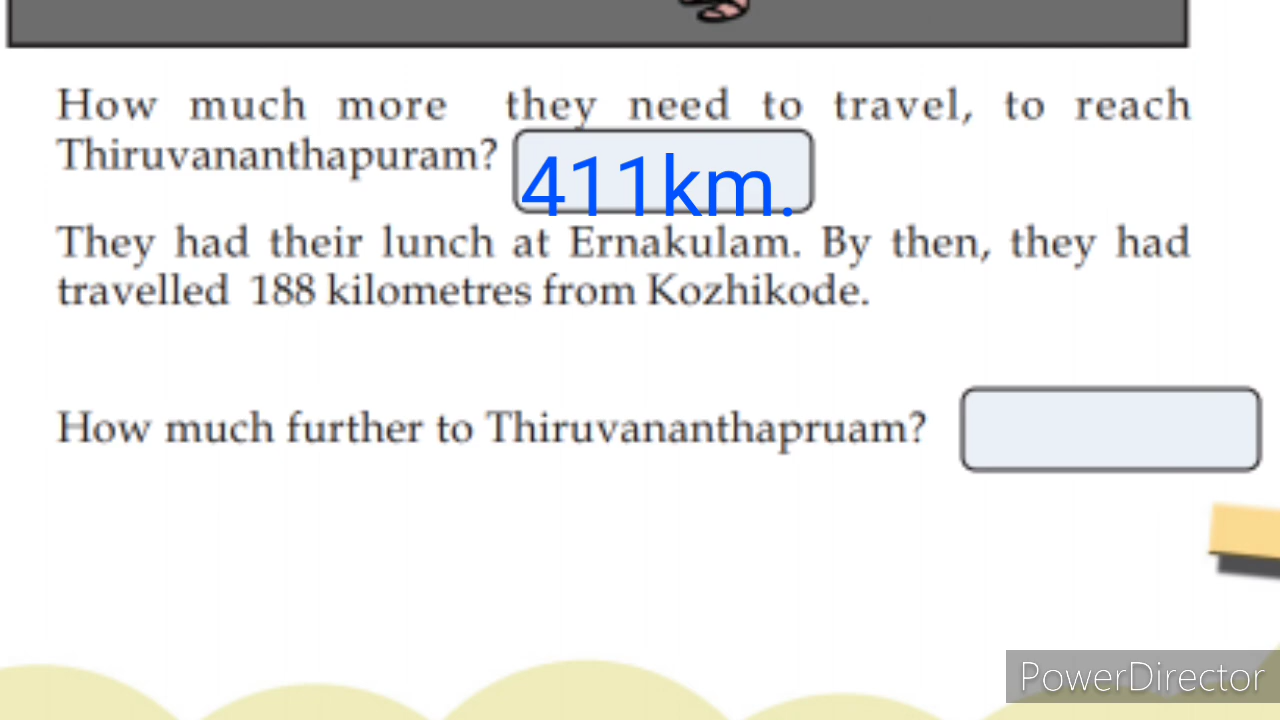 How much more they need to travel, to reach
Thiruvananthapuram? 411km.
They had their lunch at Ernakulam. By then, they had
travelled 188 kilometres from Kozhikode.
How much further to Thiruvananthapruam?
PowerDirector